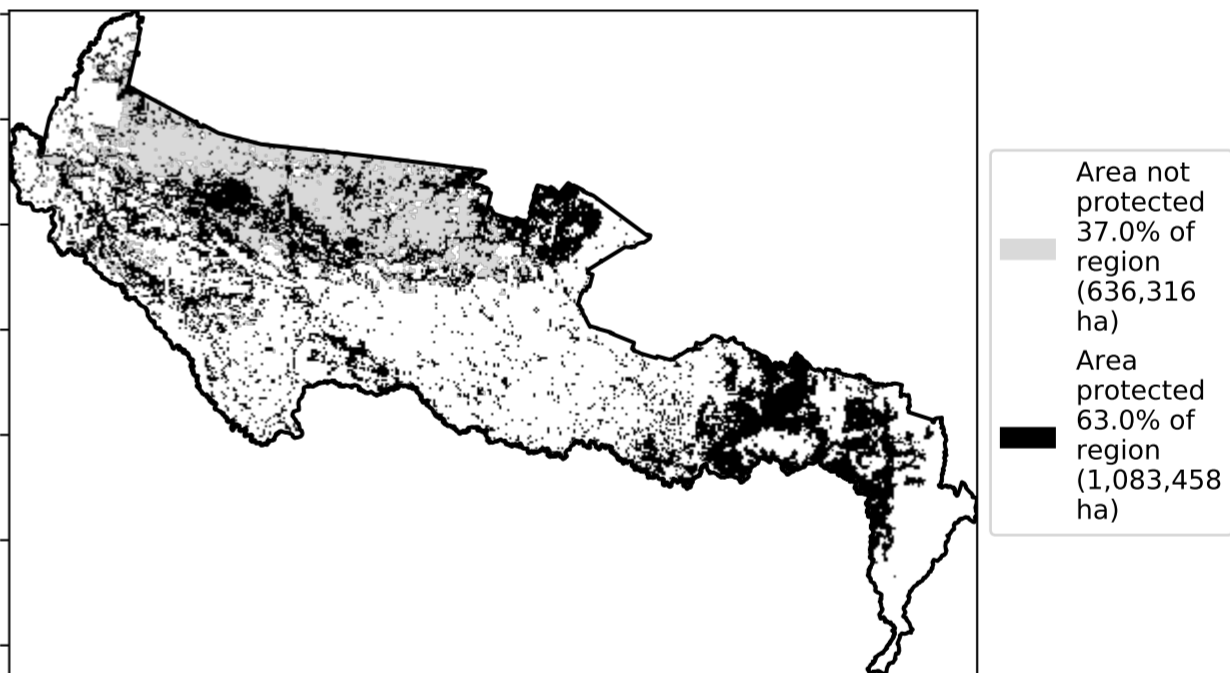 Area not
protected
37.0% of
region
(636,316
ha)
Area
protected
63.0% of
region
(1,083,458
ha)